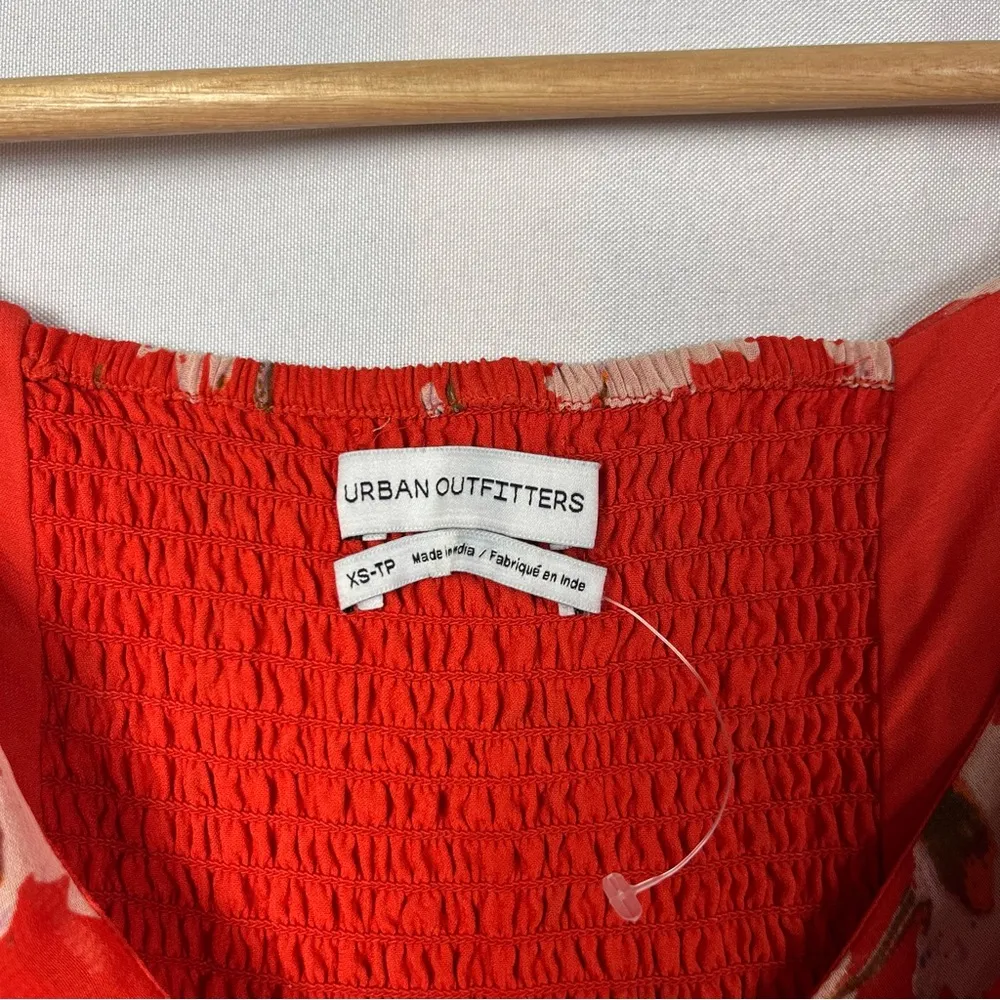 URBAN OUTFITTERS
XS-TP Made in India / Fabriqué en Inde